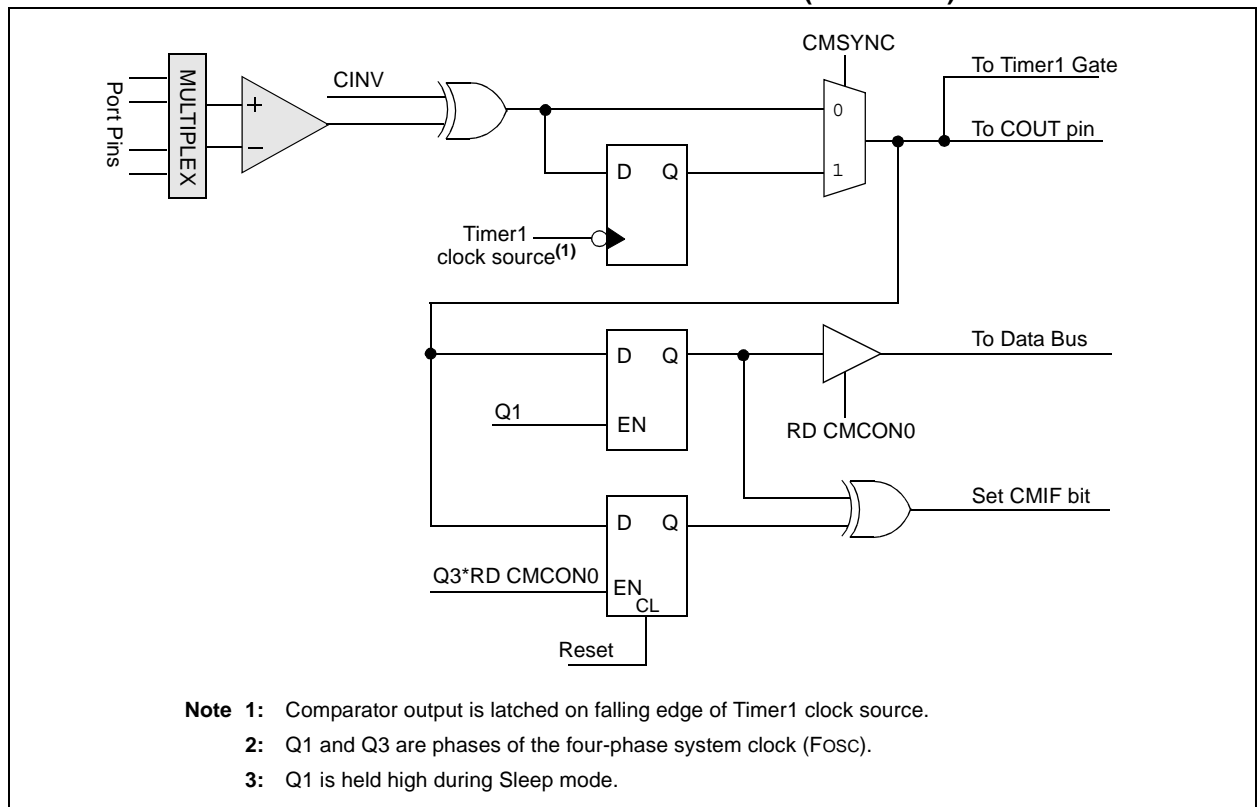 CMSYNC
To Timer1 Gate
CINV
MULTIPLEX
Port Pins
+
−
0
To COUT pin
1
D Q
Timer1
clock source(1)
D Q
To Data Bus
Q1
EN
RD CMCON0
Set CMIF bit
D Q
Q3*RD CMCON0
EN
CL
Reset
Note 1: Comparator output is latched on falling edge of Timer1 clock source.
2: Q1 and Q3 are phases of the four-phase system clock (FOSC).
3: Q1 is held high during Sleep mode.